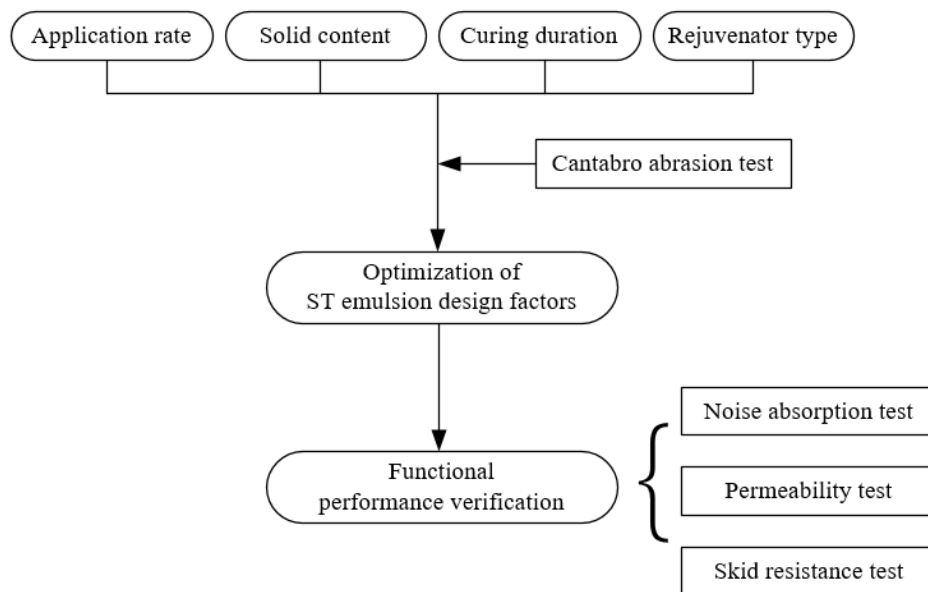 Application rate
Solid content
Curing duration
Rejuvenator type
Cantabro abrasion test
Optimization of
ST emulsion design factors
Noise absorption test
Functional
performance verification
Permeability test
Skid resistance test